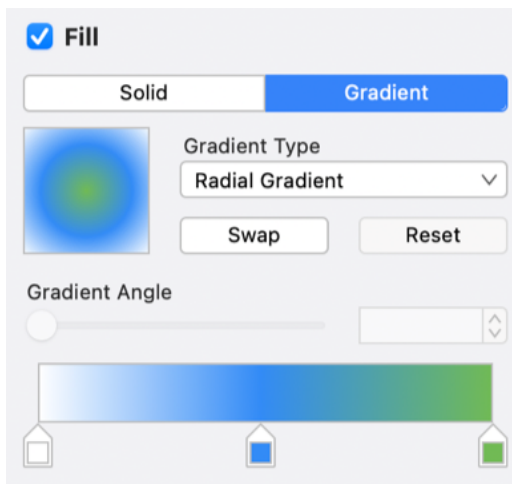 Fill
Solid Gradient
Gradient Type
Radial Gradient
Swap Reset
Gradient Angle